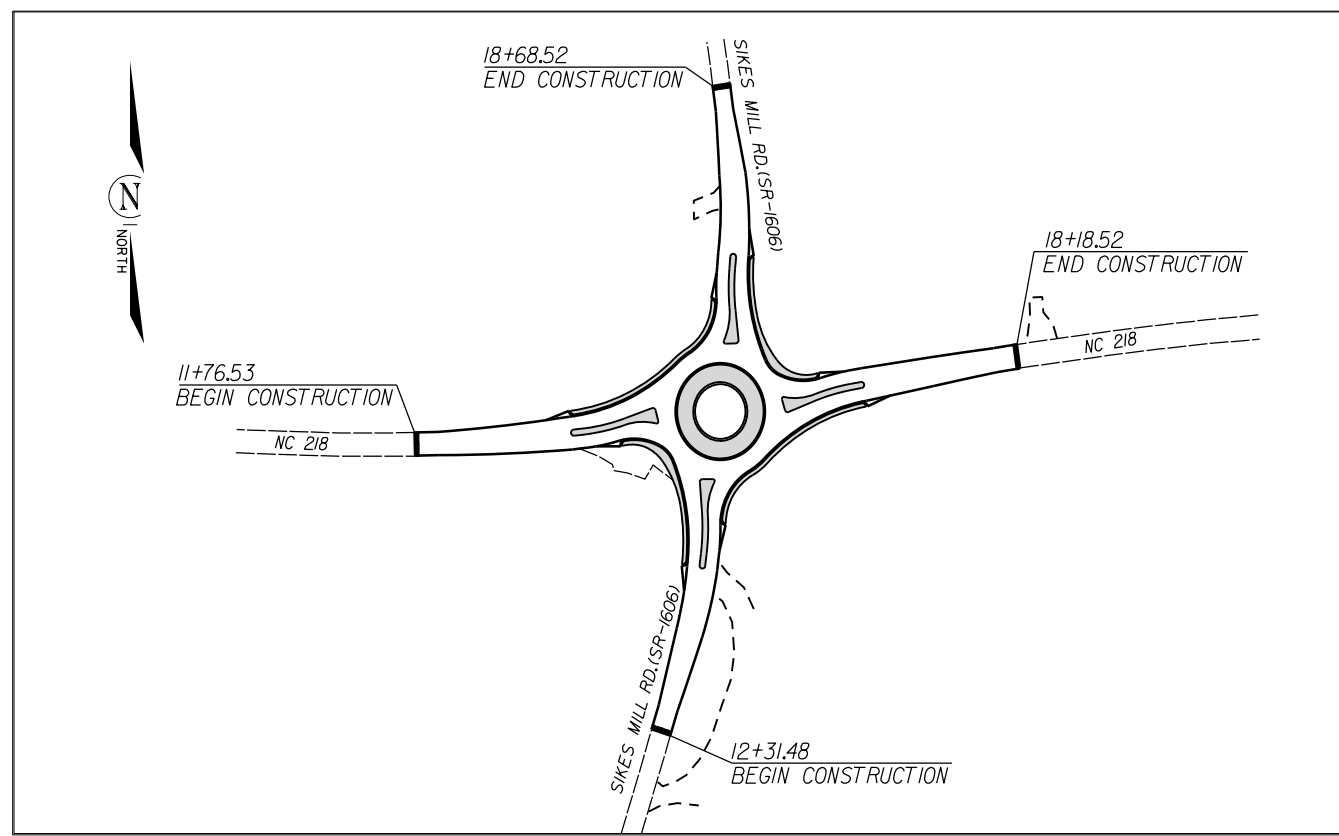 18+68.52
END CONSTRUCTION
SIKES MILL RD.(SR-1606)
N
NORTH
18+18.52
END CONSTRUCTION
NC 218
11+76.53
BEGIN CONSTRUCTION
NC 218
SIKES MILL RD.(SR-1606)
12+31.48
BEGIN CONSTRUCTION